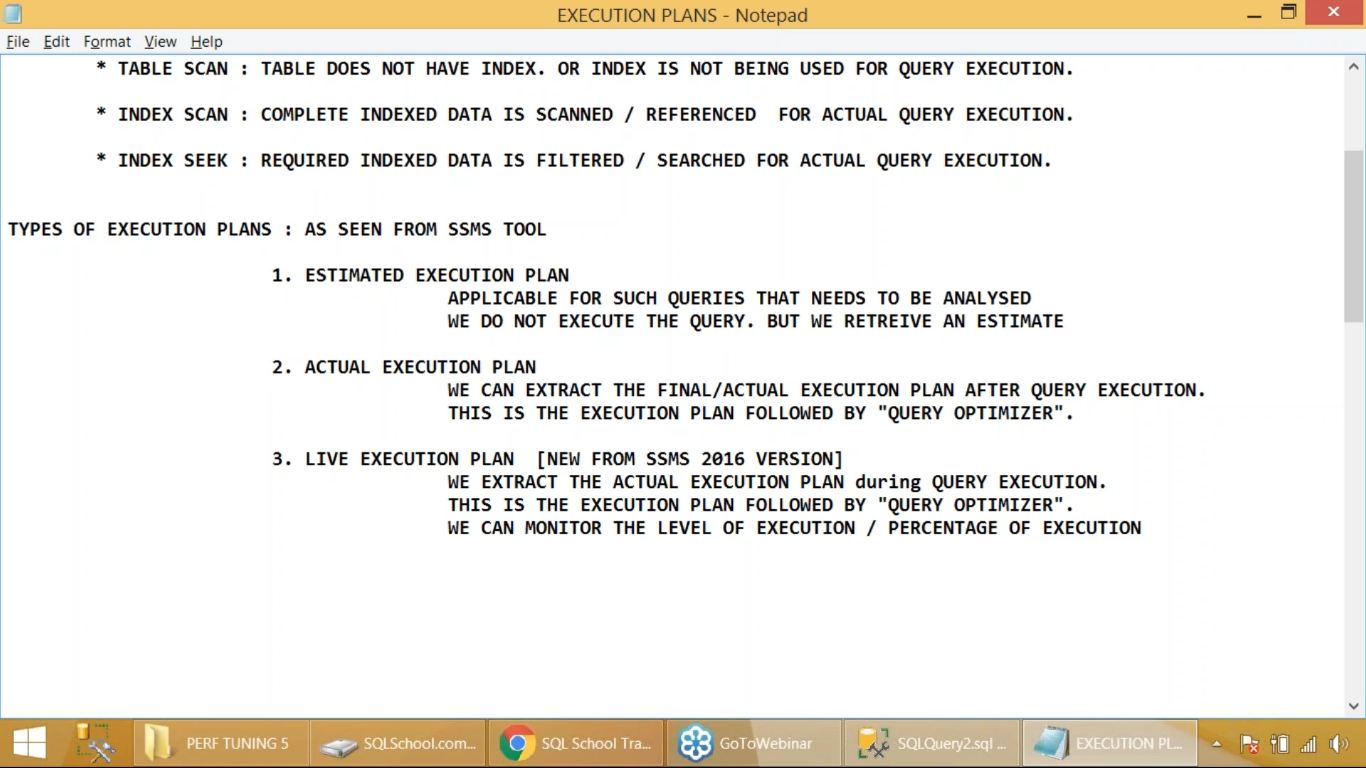 EXECUTION PLANS - Notepad
File Edit Format View Help
* TABLE SCAN : TABLE DOES NOT HAVE INDEX. OR INDEX IS NOT BEING USED FOR QUERY EXECUTION.
* INDEX SCAN : COMPLETE INDEXED DATA IS SCANNED / REFERENCED  FOR ACTUAL QUERY EXECUTION.
* INDEX SEEK : REQUIRED INDEXED DATA IS FILTERED / SEARCHED FOR ACTUAL QUERY EXECUTION.
TYPES OF EXECUTION PLANS : AS SEEN FROM SSMS TOOL
1. ESTIMATED EXECUTION PLAN
APPLICABLE FOR SUCH QUERIES THAT NEEDS TO BE ANALYSED
WE DO NOT EXECUTE THE QUERY. BUT WE RETREIVE AN ESTIMATE
2. ACTUAL EXECUTION PLAN
WE CAN EXTRACT THE FINAL/ACTUAL EXECUTION PLAN AFTER QUERY EXECUTION.
THIS IS THE EXECUTION PLAN FOLLOWED BY "QUERY OPTIMIZER".
3. LIVE EXECUTION PLAN  [NEW FROM SSMS 2016 VERSION]
WE EXTRACT THE ACTUAL EXECUTION PLAN during QUERY EXECUTION.
THIS IS THE EXECUTION PLAN FOLLOWED BY "QUERY OPTIMIZER".
WE CAN MONITOR THE LEVEL OF EXECUTION / PERCENTAGE OF EXECUTION
PERF TUNING 5 SQLSchool.com... SQL School Tra... GoToWebinar SQLQuery2.sql ... EXECUTION PL...